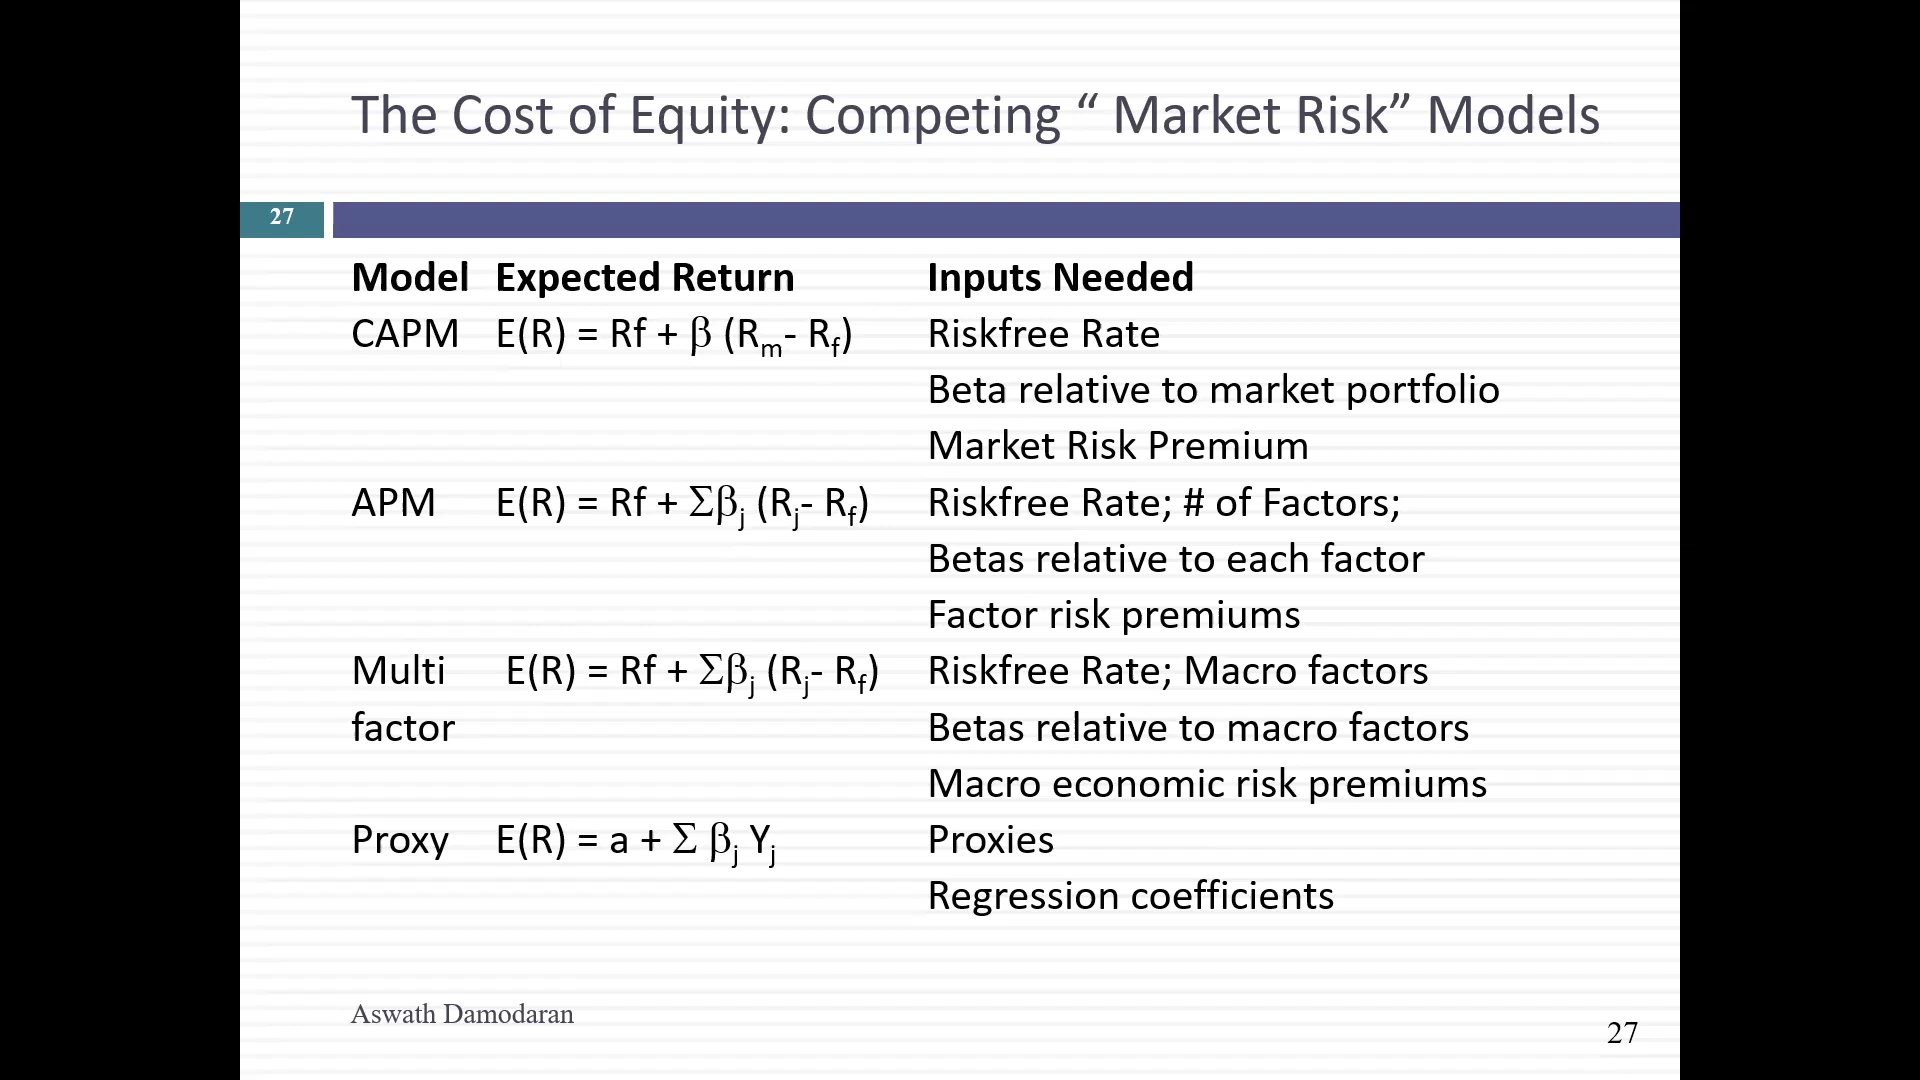 The Cost of Equity: Competing “ Market Risk” Models
27
Model Expected Return Inputs Needed
CAPM E(R) = Rf + β (Rm- Rf) Riskfree Rate
Beta relative to market portfolio
Market Risk Premium
APM E(R) = Rf + Σβj (Rj- Rf) Riskfree Rate; # of Factors;
Betas relative to each factor
Factor risk premiums
Multi E(R) = Rf + Σβj (Rj- Rf) Riskfree Rate; Macro factors
factor Betas relative to macro factors
Macro economic risk premiums
Proxy E(R) = a + Σ βj Yj Proxies
Regression coefficients
Aswath Damodaran
27